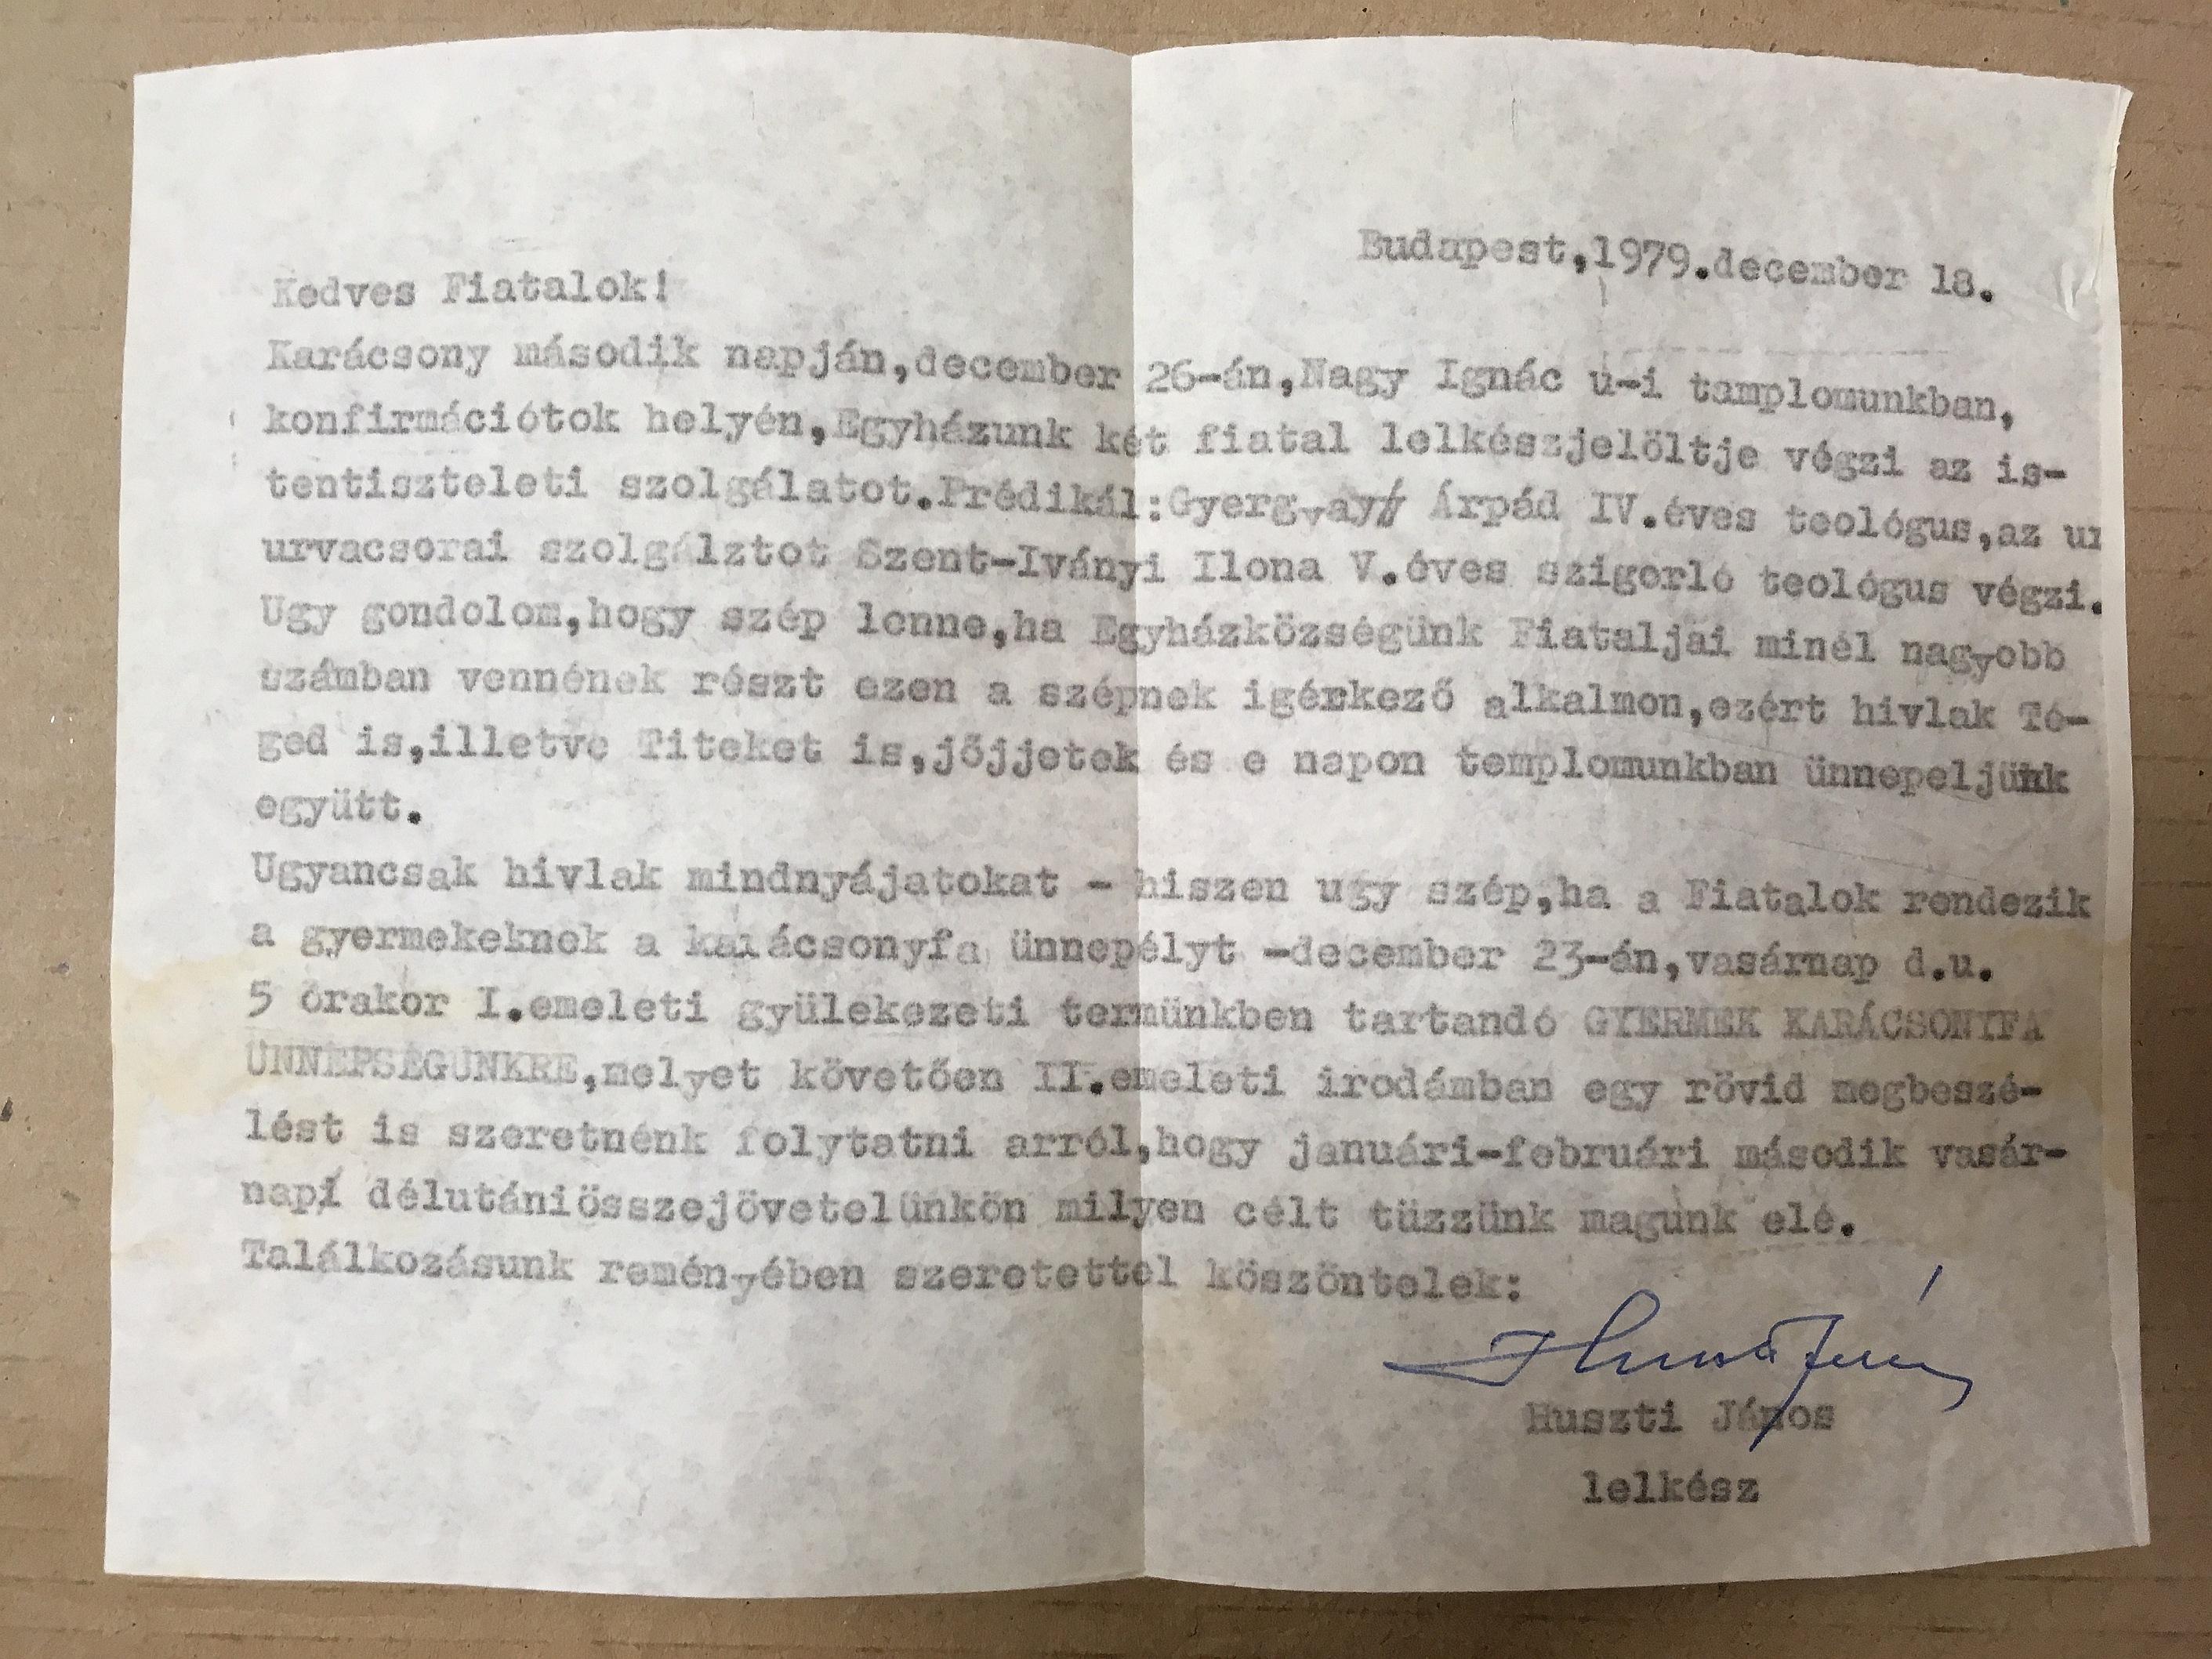 Budapest,1979.december 18.
Kedves Fiatalok!
Karácsony második napján,december 26-án,Nagy Ignác u-i tamplomunkban,
konfirmációtok helyén,Egyházunk két fiatal lelkészjelöltje végzi az is-
tentiszteleti szolgálatot.Prédikál:Gyergyay Árpád IV.éves teológus,az ur
urvacsorai szolgálztot Szent-Iványi Ilona V.éves szigorló teológus végzi.
Ugy gondolom,hogy szép lenne,ha Egyházközségünk Fiataljai minél nagyobb
számban vennének részt ezen a szépnek igérkező alkalmon,ezért hivlak Té-
ged is,illetve Titeket is,jőjjetek és e napon templomunkban ünnepeljünk
együtt.
Ugyancsak hivlak mindnyájatokat - hiszen ugy szép,ha a Fiatalok rendezik
a gyermekeknek a karácsonyfa ünnepélyt -december 23-án,vasárnap d.u.
5 órakor I.emeleti gyülekezeti termünkben tartandó GYERMEK KARÁCSONYFA
ÜNNEPSÉGÜNKRE,melyet követően II.emeleti irodámban egy rövid megbeszé-
lést is szeretnénk folytatni arról,hogy januári-februári második vasár-
napi délutániösszejövetelünkön milyen célt tüzzünk magunk elé.
Találkozásunk reményében szeretettel köszöntelek:
Huszti János
Huszti János
lelkész